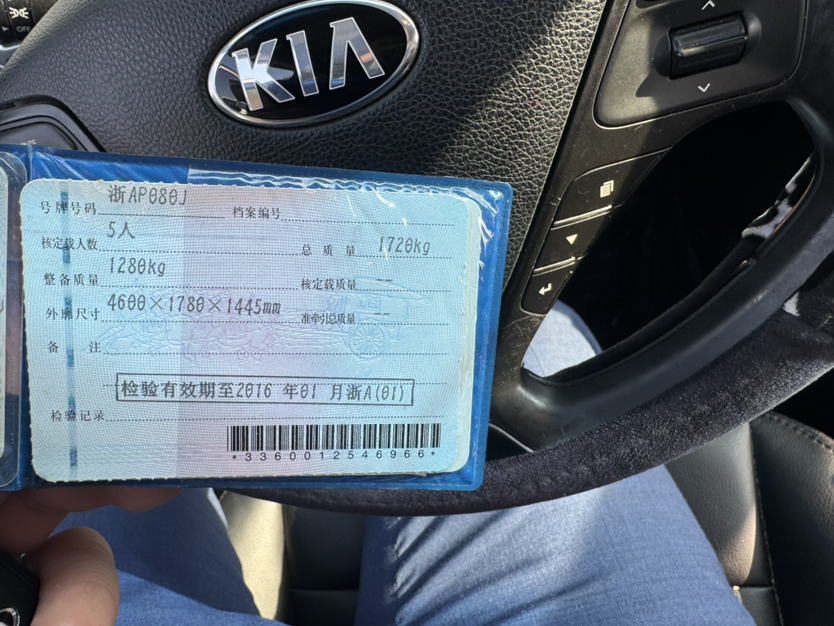 OFF
KIA
号牌号码 浙AP080J 档案编号
核定载人数 5人 总质量 1720kg
整备质量 1280kg 核定载质量 --
外廓尺寸 4600×1780×1445mm 准牵引总质量 --
备注
检验有效期至2016 年01 月浙A(01)
检验记录
*3360012546966*